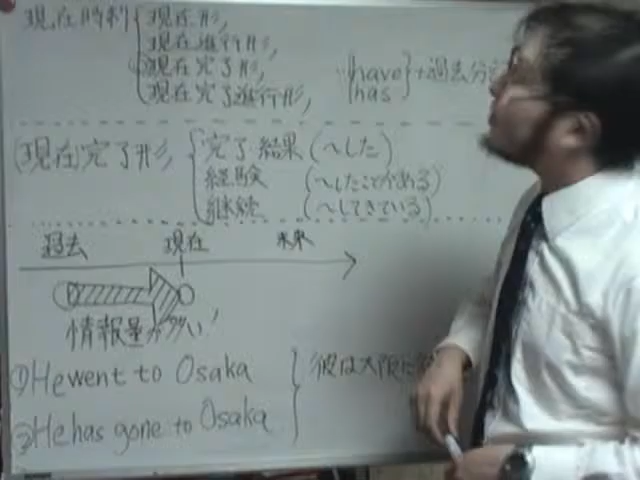 現在時制
現在形,
現在進行形,
現在完了形,
現在完了進行形,
have
has
+過去分詞
(現在)完了形,
完了 結果 (〜した)
経験 (〜したことがある)
継続 (〜してきている)
過去 現在 未来
情報量が多い!
①He went to Osaka
②He has gone to Osaka
彼は大阪に